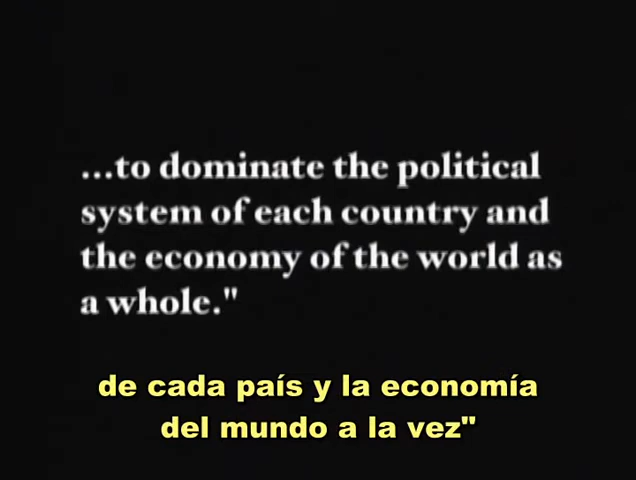 ...to dominate the political
system of each country and
the economy of the world as
a whole."
de cada país y la economía
del mundo a la vez"